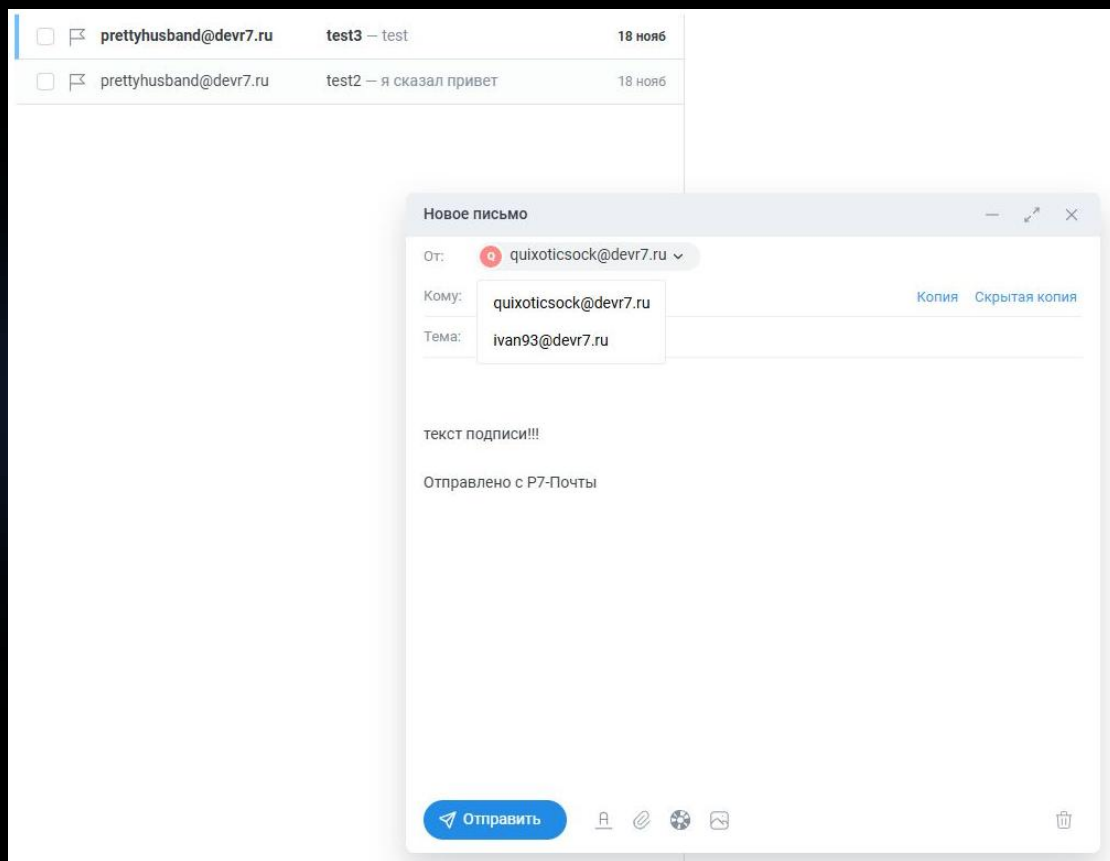 prettyhusband@devr7.ru test3 — test 18 нояб
prettyhusband@devr7.ru test2 — я сказал привет 18 нояб
Новое письмо
От: Q quixoticsock@devr7.ru
Кому: Копия Скрытая копия
quixoticsock@devr7.ru
Тема:
ivan93@devr7.ru
текст подписи!!!
Отправлено с Р7-Почты
Отправить A